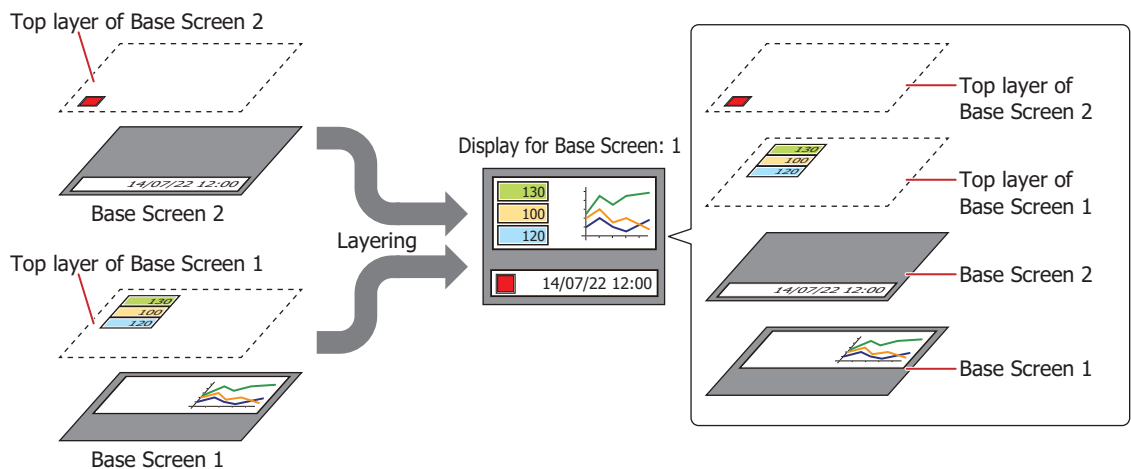 Top layer of Base Screen 2
14/07/22 12:00
Base Screen 2
Top layer of Base Screen 1
130
100
120
Base Screen 1
Layering
Display for Base Screen: 1
130
100
120
14/07/22 12:00
Top layer of
Base Screen 2
130
100
120
Top layer of
Base Screen 1
14/07/22 12:00
Base Screen 2
Base Screen 1